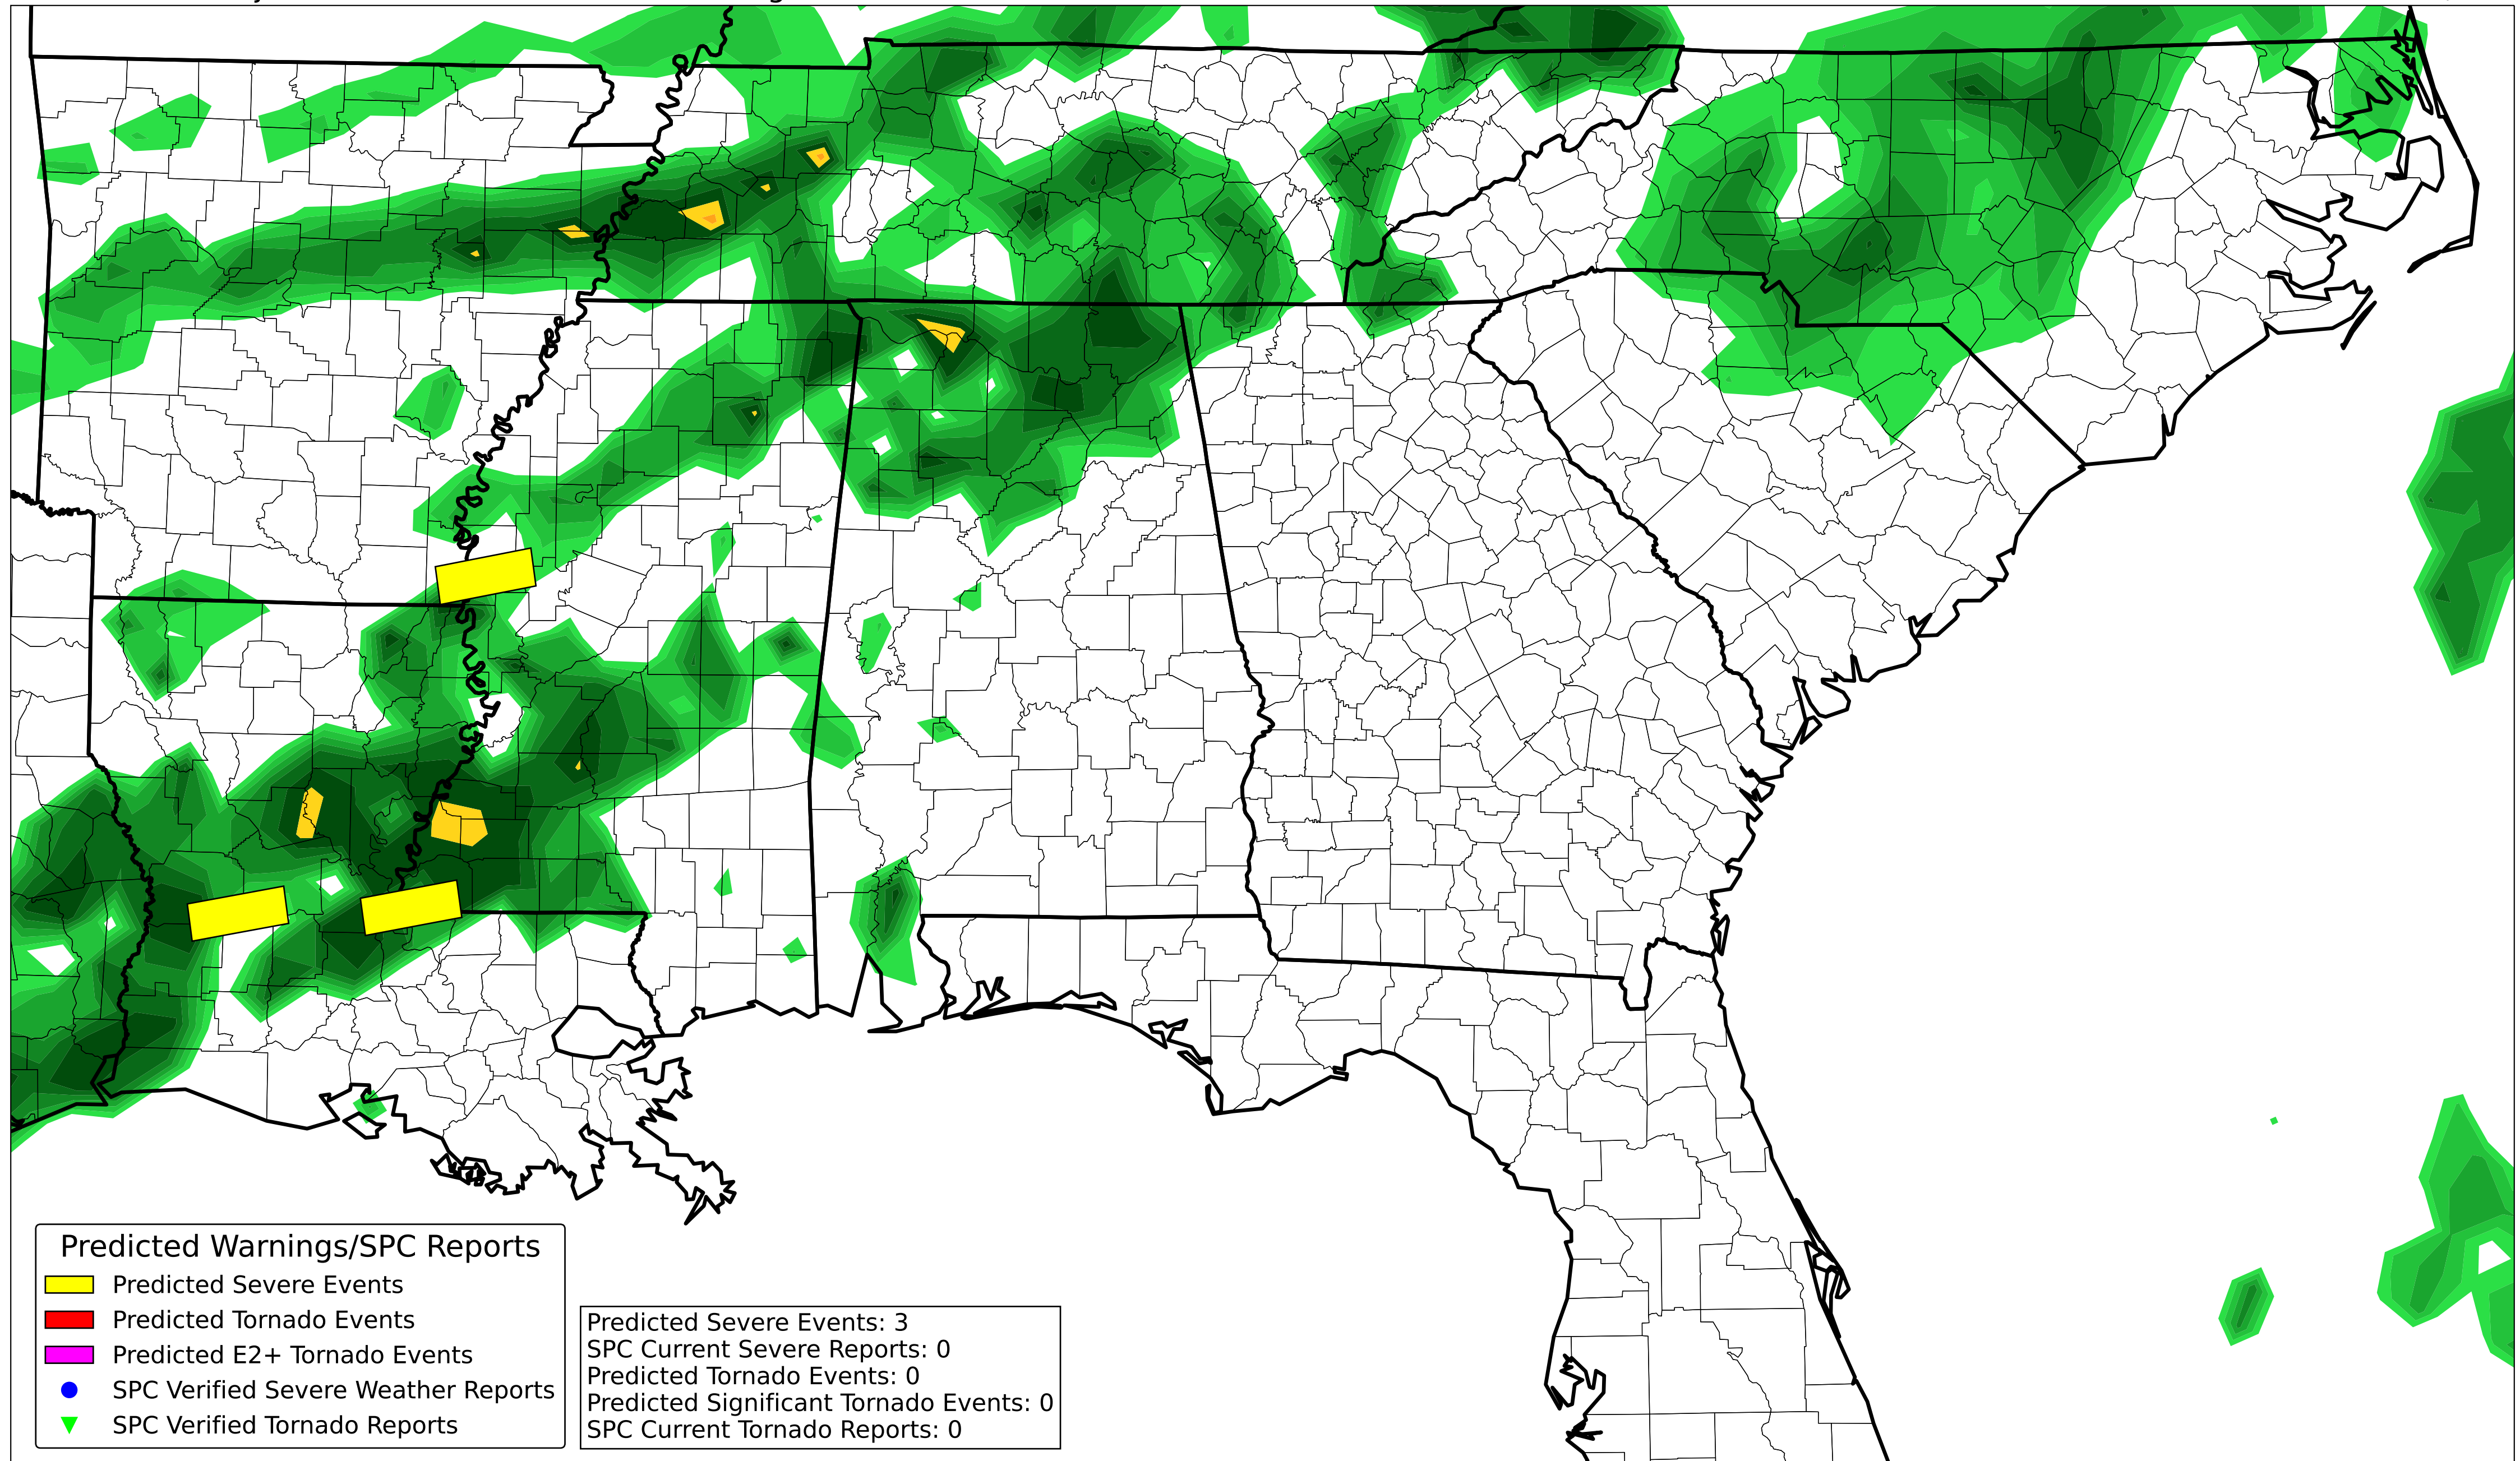 Predicted Warnings/SPC Reports
Predicted Severe Events
Predicted Tornado Events
Predicted E2+ Tornado Events
SPC Verified Severe Weather Reports
SPC Verified Tornado Reports
Predicted Severe Events: 3
SPC Current Severe Reports: 0
Predicted Tornado Events: 0
Predicted Significant Tornado Events: 0
SPC Current Tornado Reports: 0